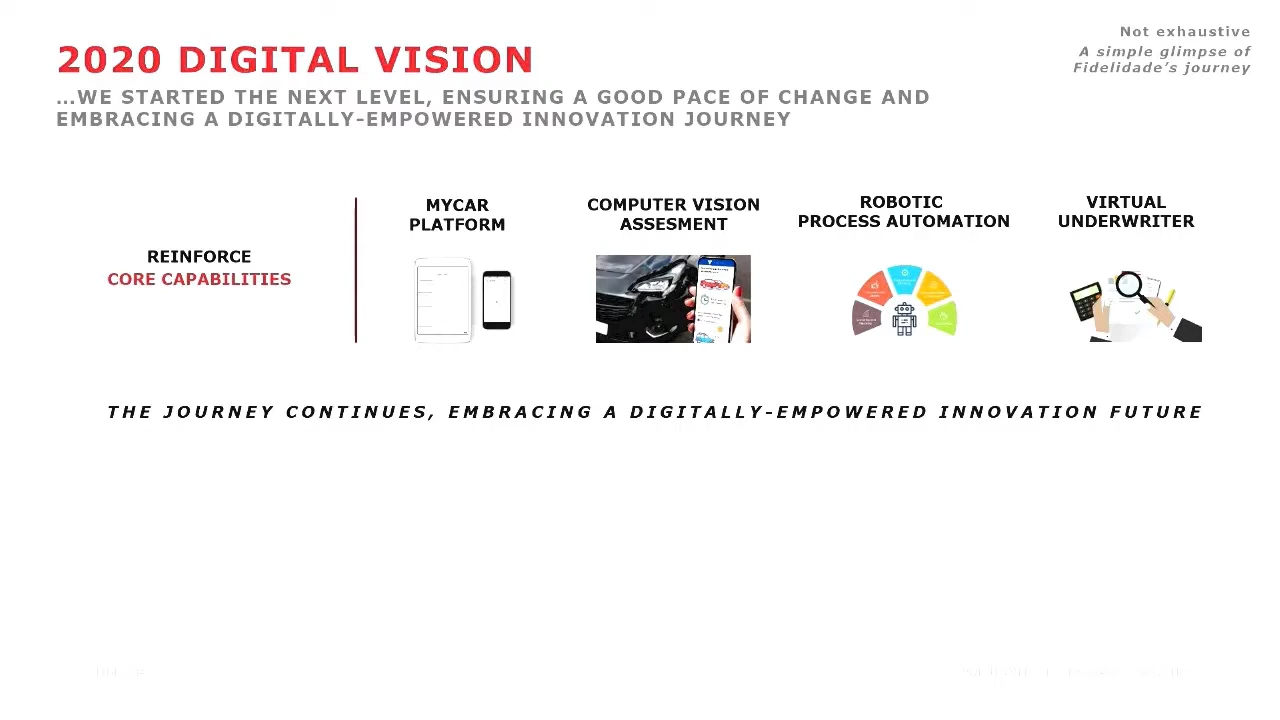 Not exhaustive
A simple glimpse of
Fidelidade's journey
2020 DIGITAL VISION
...WE STARTED THE NEXT LEVEL, ENSURING A GOOD PACE OF CHANGE AND
EMBRACING A DIGITALLY-EMPOWERED INNOVATION JOURNEY
REINFORCE
CORE CAPABILITIES
MYCAR
PLATFORM
COMPUTER VISION
ASSESMENT
ROBOTIC
PROCESS AUTOMATION
VIRTUAL
UNDERWRITER
THE JOURNEY CONTINUES, EMBRACING A DIGITALLY-EMPOWERED INNOVATION FUTURE